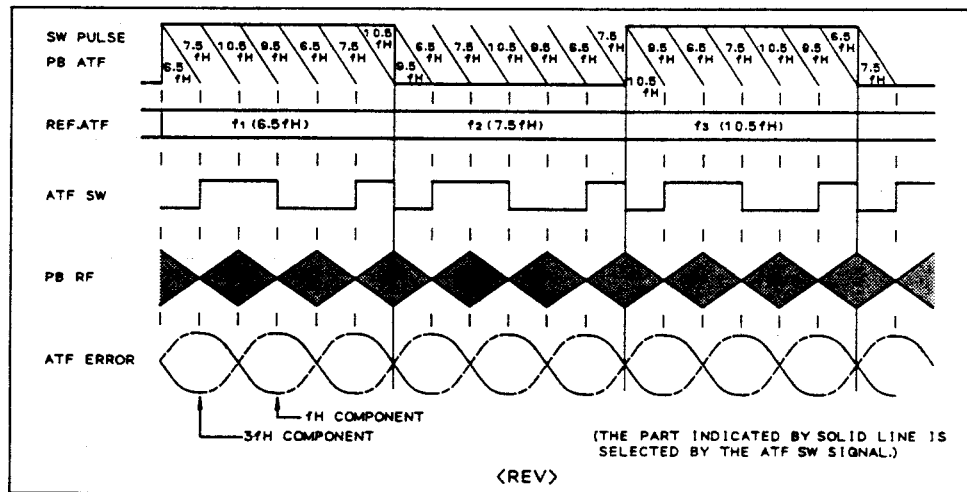 SW PULSE
PB ATF
6.5 fH
7.5 fH
10.5 fH
9.5 fH
6.5 fH
7.5 fH
10.5 fH
9.5 fH
6.5 fH
7.5 fH
10.5 fH
9.5 fH
6.5 fH
7.5 fH
10.5 fH
9.5 fH
6.5 fH
7.5 fH
10.5 fH
9.5 fH
6.5 fH
7.5 fH
REF.ATF
f1 (6.5fH)
f2 (7.5fH)
f3 (10.5fH)
ATF SW
PB RF
ATF ERROR
fH COMPONENT
3fH COMPONENT
(THE PART INDICATED BY SOLID LINE IS
SELECTED BY THE ATF SW SIGNAL.)
<REV>